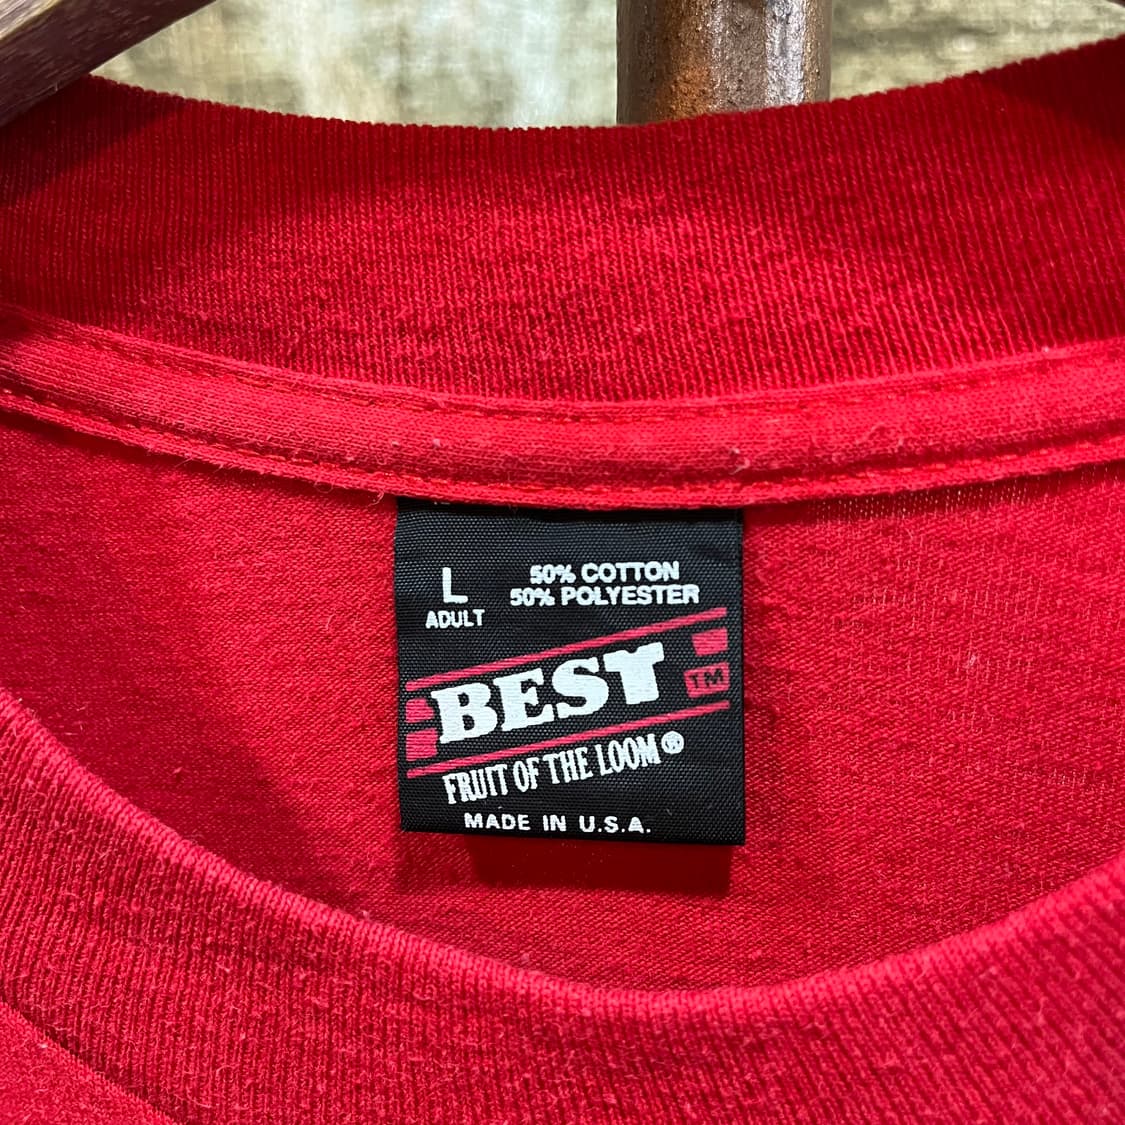 L
ADULT
50% COTTON
50% POLYESTER
BEST
TM
FRUIT OF THE LOOM®
MADE IN U.S.A.